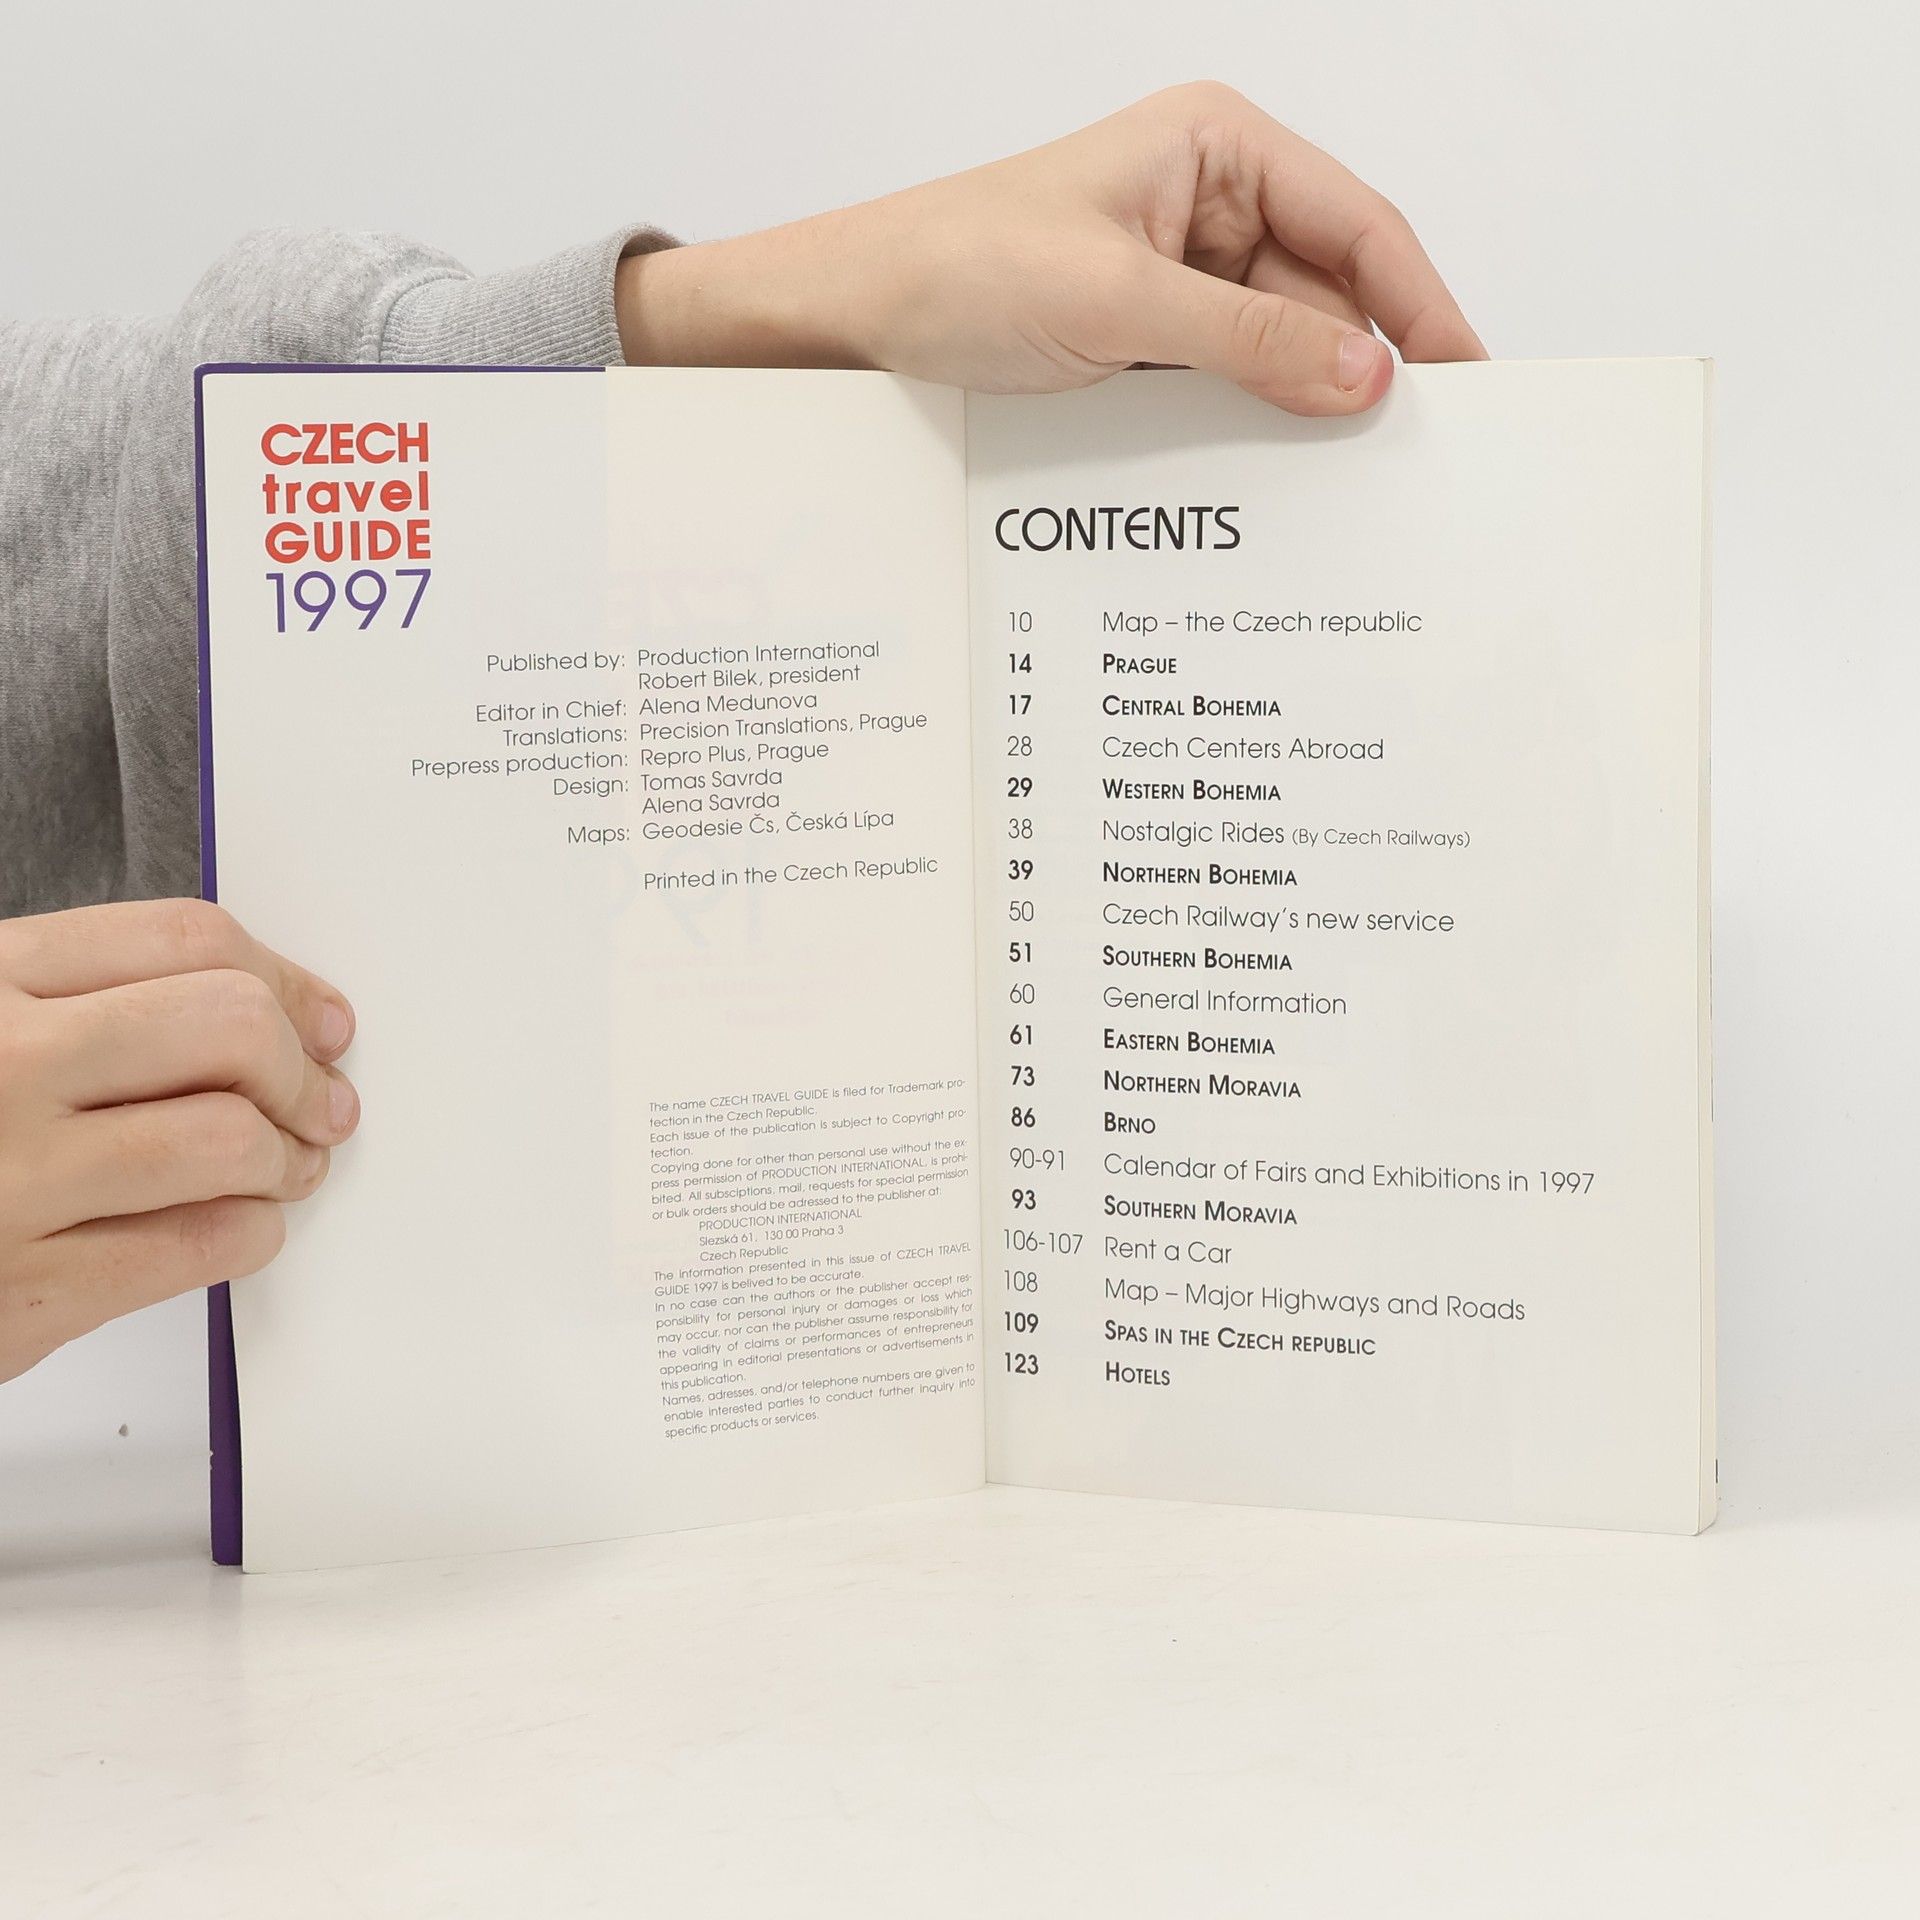 CZECH
travel
GUIDE
1997
Published by: Production International
Robert Bilek, president
Editor in Chief: Alena Medunova
Translations: Precision Translations, Prague
Prepress production: Repro Plus, Prague
Design: Tomas Savrda
Alena Savrda
Maps: Geodesie Čs, Česká Lípa
Printed in the Czech Republic
The name CZECH TRAVEL GUIDE is filed for Trademark pro-
tection in the Czech Republic.
Each issue of the publication is subject to Copyright pro-
tection.
Copying done for other than personal use without the ex-
press permission of PRODUCTION INTERNATIONAL, is prohi-
bited. All subsciptions, mail, requests for special permission
or bulk orders should be adressed to the publisher at:
PRODUCTION INTERNATIONAL
Slezská 61, 130 00 Praha 3
Czech Republic
The information presented in this issue of CZECH TRAVEL
GUIDE 1997 is belived to be accurate.
In no case can the authors or the publisher accept res-
ponsibility for personal injury or damages or loss which
may occur, nor can the publisher assume responsibility for
the validity of claims or performances of entrepreneurs
appearing in editorial presentations or advertisements in
this publication.
Names, adresses, and/or telephone numbers are given to
enable interested parties to conduct further inquiry into
specific products or services.
CONTENTS
10 Map – the Czech republic
14 PRAGUE
17 CENTRAL BOHEMIA
28 Czech Centers Abroad
29 WESTERN BOHEMIA
38 Nostalgic Rides (By Czech Railways)
39 NORTHERN BOHEMIA
50 Czech Railway's new service
51 SOUTHERN BOHEMIA
60 General Information
61 EASTERN BOHEMIA
73 NORTHERN MORAVIA
86 BRNO
90-91 Calendar of Fairs and Exhibitions in 1997
93 SOUTHERN MORAVIA
106-107 Rent a Car
108 Map – Major Highways and Roads
109 SPAS IN THE CZECH REPUBLIC
123 HOTELS